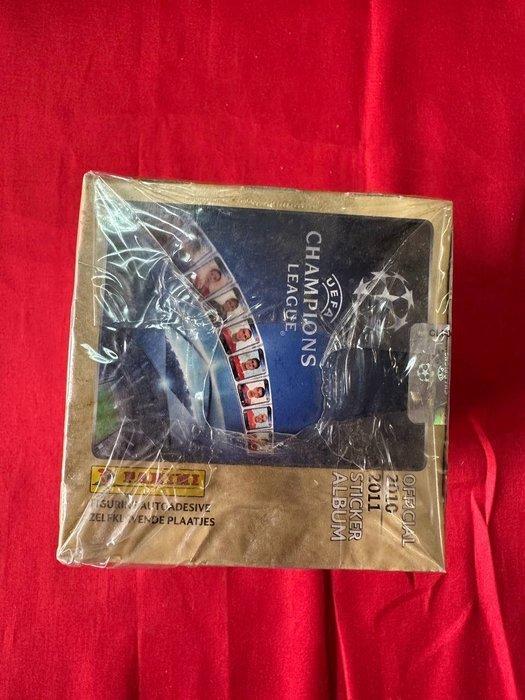 UEFA
CHAMPIONS
LEAGUE
®
OFFICIAL
2010
2011
STICKER
ALBUM
PANINI
FIGURINE AUTOADESIVE
ZELFKLEVENDE PLAATJES